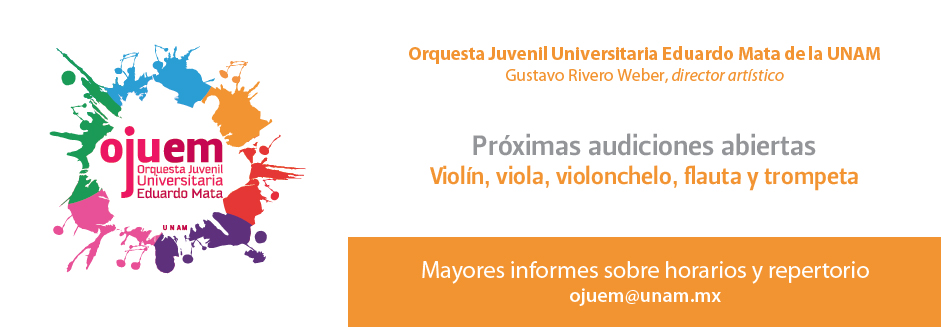 ojuem
Orquesta Juvenil
Universitaria
Eduardo Mata
UNAM
Orquesta Juvenil Universitaria Eduardo Mata de la UNAM
Gustavo Rivero Weber, director artístico
Próximas audiciones abiertas
Violín, viola, violonchelo, flauta y trompeta
Mayores informes sobre horarios y repertorio
ojuem@unam.mx